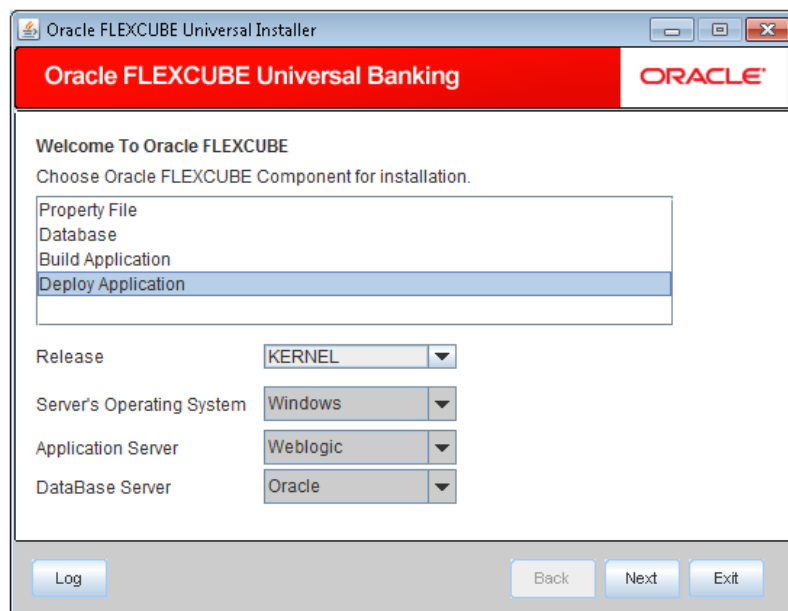 Oracle FLEXCUBE Universal Installer
Oracle FLEXCUBE Universal Banking
ORACLE
Welcome To Oracle FLEXCUBE
Choose Oracle FLEXCUBE Component for installation.
Property File
Database
Build Application
Deploy Application
Release KERNEL
Server's Operating System Windows
Application Server Weblogic
DataBase Server Oracle
Log Back Next Exit